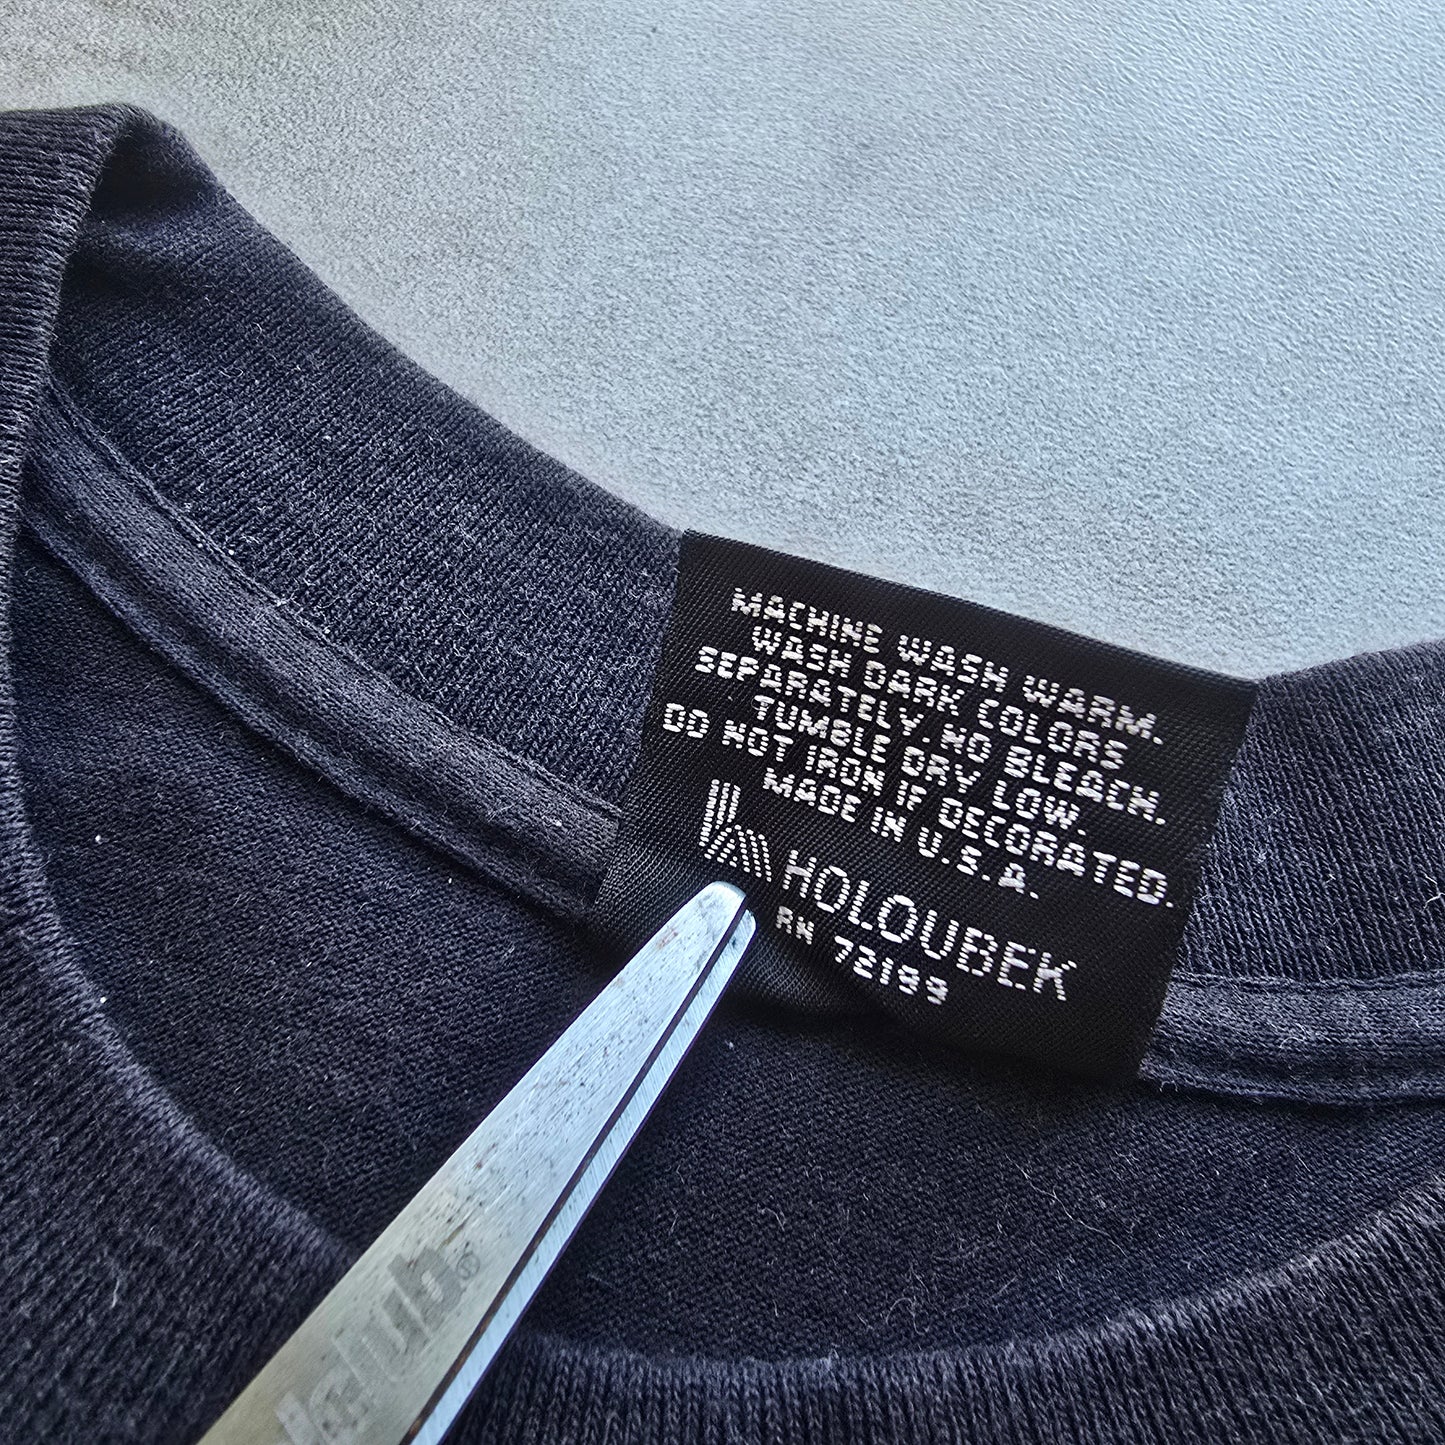 MACHINE WASH WARM.
WASH DARK COLORS
SEPARATELY. NO BLEACH.
TUMBLE DRY LOW.
DO NOT IRON IF DECORATED.
MADE IN U.S.A.
HOLOUBEK
RN 72199